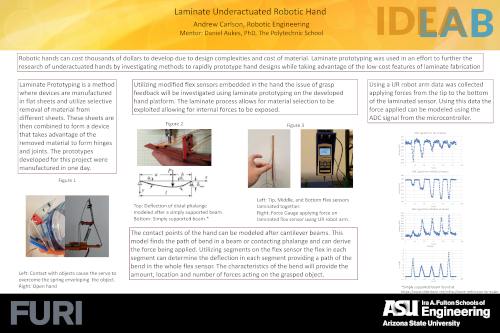 Laminate Underactuated Robotic Hand
Andrew Carlson, Robotic Engineering
Mentor: Daniel Aukes, PhD, The Polytechnic School
IDEALAB
Robotic hands can cost thousands of dollars to develop due to design complexities and cost of material. Laminate prototyping was used in an effort to further the
research of underactuated hands by investigating methods to rapidly prototype hand designs while taking advantage of the low-cost features of laminate fabrication
Laminate Prototyping is a method
where devices are manufactured
in flat sheets and utilize selective
removal of material from
different sheets. These sheets are
then combined to form a device
that takes advantage of the
removed material to form hinges
and joints. The prototypes
developed for this project were
manufactured in one day.
Figure 1
Left: Contact with objects cause the servo to
overcome the spring enveloping the object.
Right: Open hand
Utilizing modified flex sensors embedded in the hand the issue of grasp
feedback will be investigated using laminate prototyping on the developed
hand platform. The laminate process allows for material selection to be
exploited allowing for internal forces to be exposed.
Figure 2
Top: Deflection of distal phalange
modeled after a simply supported beam.
Bottom: Simply supported beam *
Figure 3
Left: Tip, Middle, and Bottom flex sensors
laminated together.
Right: Force Gauge applying force on
laminated flex sensor using UR robot arm.
The contact points of the hand can be modeled after cantilever beams. This
model finds the path of bend in a beam or contacting phalange and can derive
the force being applied. Utilizing segments on the flex sensor the flex in each
segment can determine the deflection in each segment providing a path of the
bend in the whole flex sensor. The characteristics of the bend will provide the
amount, location and number of forces acting on the grasped object.
Using a UR robot arm data was collected
applying forces from the tip to the bottom
of the laminated sensor. Using this data the
force applied can be modeled using the
ADC signal from the microcontroller.
*Simply supported beam found at
FURI
ASU Ira A. Fulton Schools of
Engineering
Arizona State University